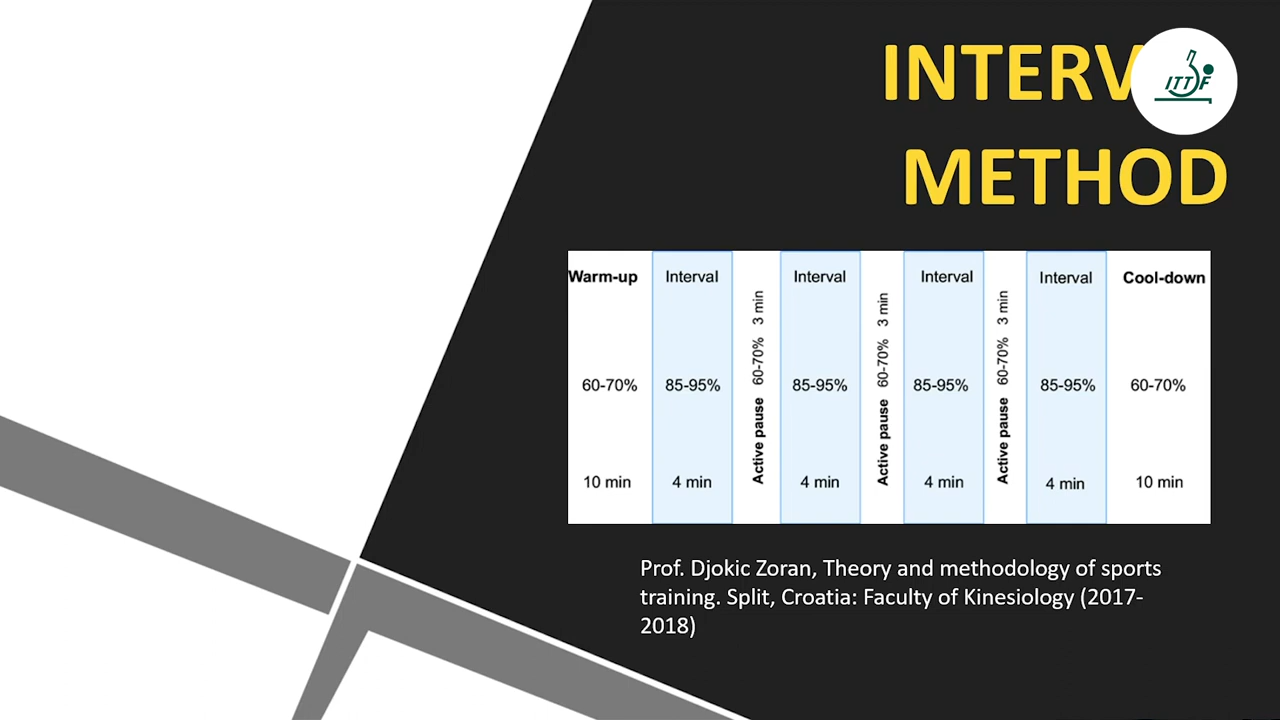 INTERV
ITTF
METHOD
Warm-up Interval Interval Interval Interval Cool-down
Active pause 60-70% 3 min
Active pause 60-70% 3 min
Active pause 60-70% 3 min
60-70% 85-95% 85-95% 85-95% 85-95% 60-70%
10 min 4 min 4 min 4 min 4 min 10 min
Prof. Djokic Zoran, Theory and methodology of sports
training. Split, Croatia: Faculty of Kinesiology (2017-
2018)